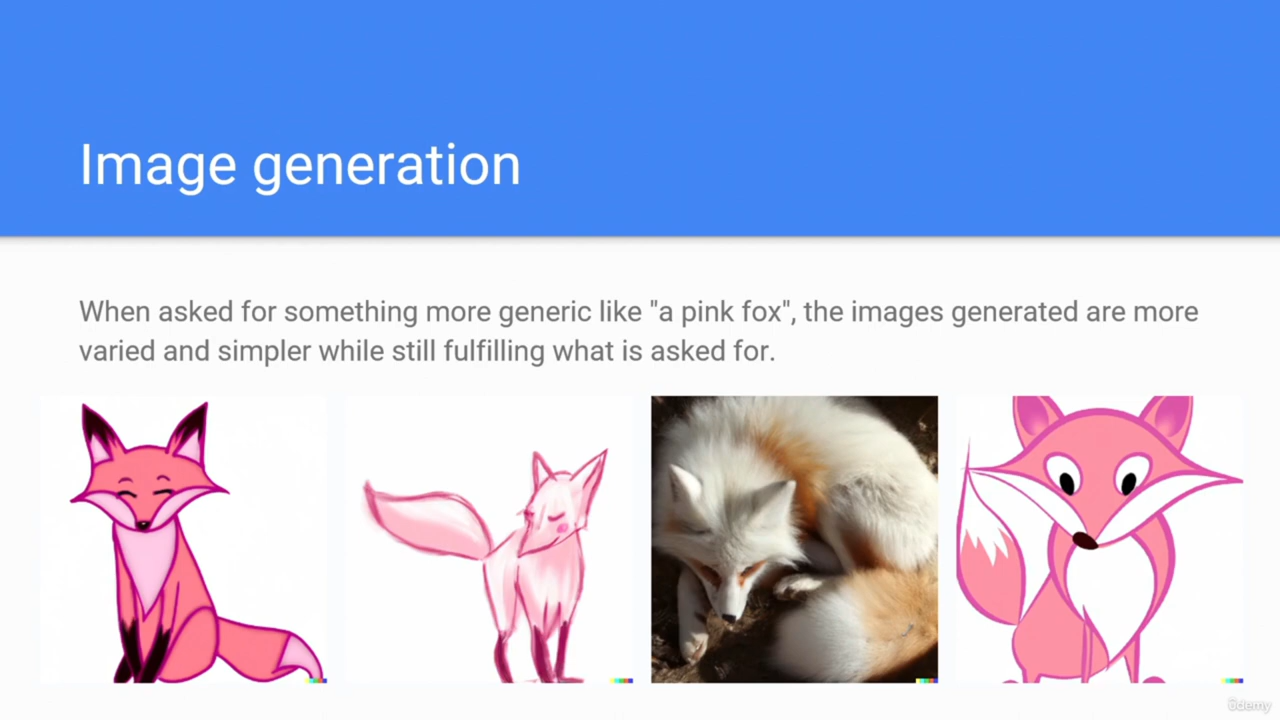 Image generation
When asked for something more generic like "a pink fox", the images generated are more
varied and simpler while still fulfilling what is asked for.
ûdemy